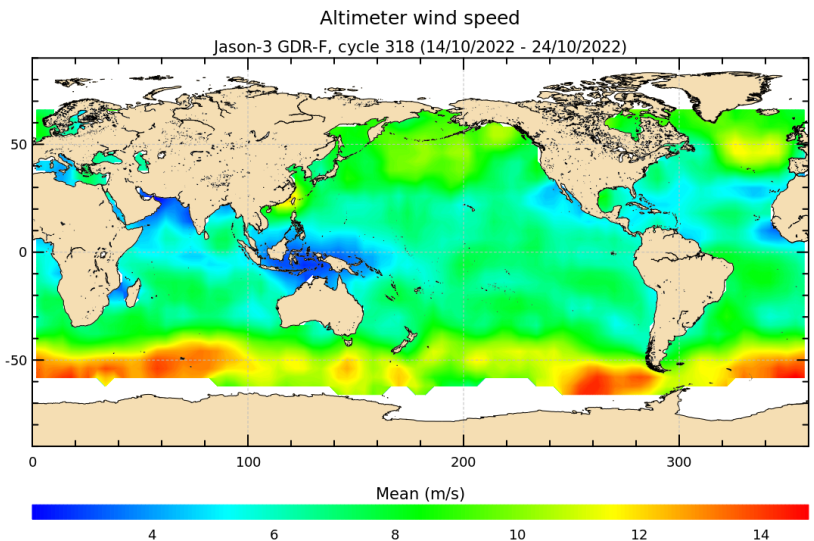 Altimeter wind speed
Jason-3 GDR-F, cycle 318 (14/10/2022 - 24/10/2022)
50
0
-50
0 100 200 300
Mean (m/s)
4 6 8 10 12 14